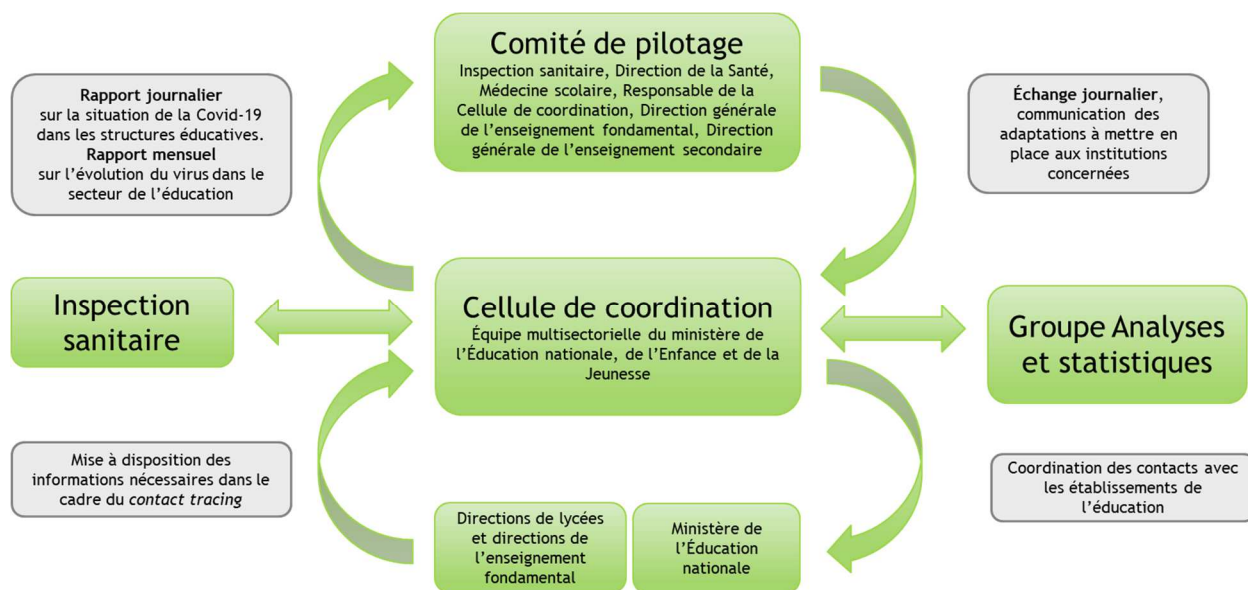 Comité de pilotage
Inspection sanitaire, Direction de la Santé,
Médecine scolaire, Responsable de la
Cellule de coordination, Direction générale
de l'enseignement fondamental, Direction
générale de l'enseignement secondaire
Rapport journalier
sur la situation de la Covid-19
dans les structures éducatives.
Rapport mensuel
sur l'évolution du virus dans le
secteur de l'éducation
Échange journalier,
communication des
adaptations à mettre en
place aux institutions
concernées
Inspection
sanitaire
Cellule de coordination
Équipe multisectorielle du ministère de
l'Éducation nationale, de l'Enfance et de la
Jeunesse
Groupe Analyses
et statistiques
Mise à disposition des
informations nécessaires dans le
cadre du contact tracing
Coordination des contacts avec
les établissements de
l'éducation
Directions de lycées
et directions de
l'enseignement
fondamental
Ministère de
l'Éducation
nationale